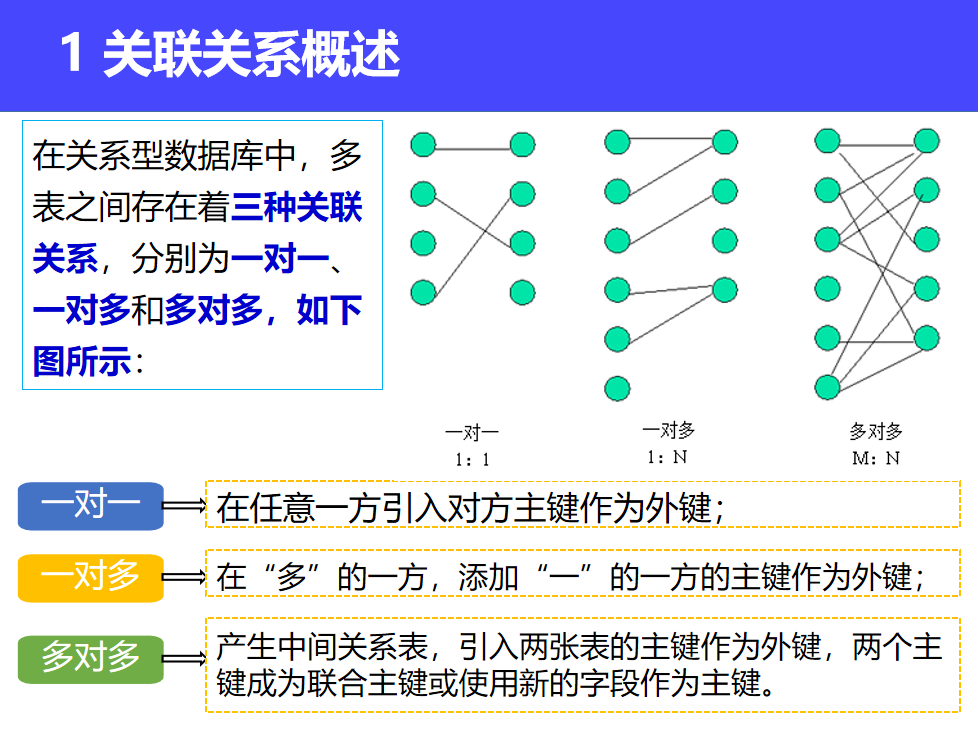 1 关联关系概述
在关系型数据库中，多
表之间存在着三种关联
关系，分别为一对一、
一对多和多对多，如下
图所示：
一对一
1：1
一对多
1：N
多对多
M：N
一对一
在任意一方引入对方主键作为外键；
一对多
在“多”的一方，添加“一”的一方的主键作为外键；
多对多
产生中间关系表，引入两张表的主键作为外键，两个主
键成为联合主键或使用新的字段作为主键。